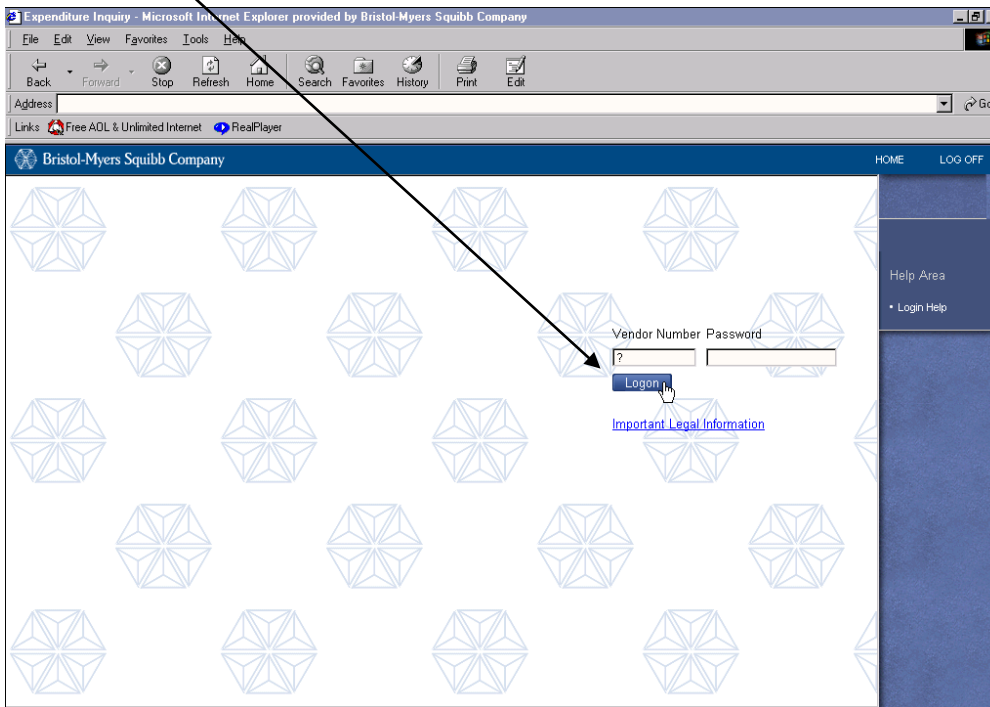 Expenditure Inquiry - Microsoft Internet Explorer provided by Bristol-Myers Squibb Company
File Edit View Favorites Tools Help
Back Forward Stop Refresh Home Search Favorites History Print Edit
Address Go
Links Free AOL & Unlimited Internet RealPlayer
Bristol-Myers Squibb Company HOME LOG OFF
Help Area
• Login Help
Vendor Number Password
?
Logon
Important Legal Information